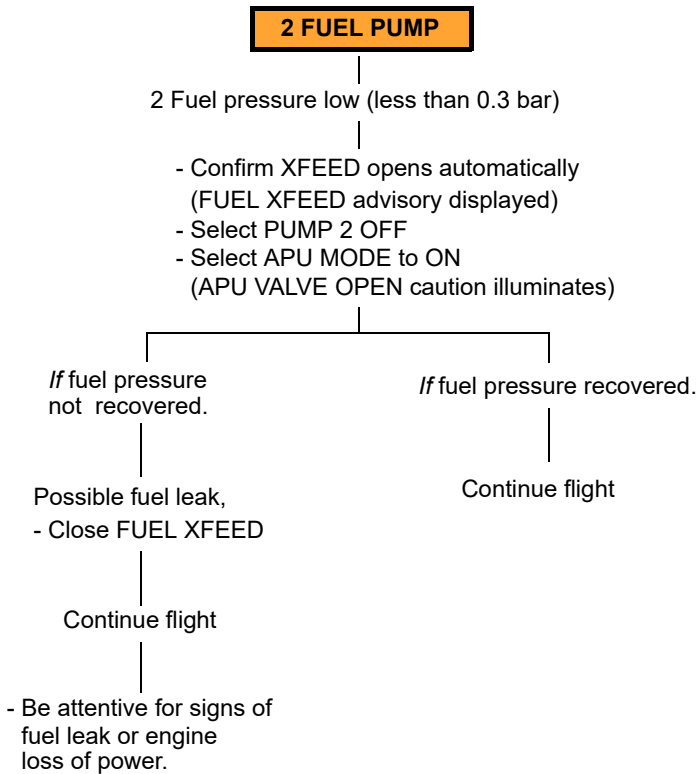 2 FUEL PUMP
2 Fuel pressure low (less than 0.3 bar)
- Confirm XFEED opens automatically
(FUEL XFEED advisory displayed)
- Select PUMP 2 OFF
- Select APU MODE to ON
(APU VALVE OPEN caution illuminates)
If fuel pressure
not recovered.
Possible fuel leak,
- Close FUEL XFEED
Continue flight
- Be attentive for signs of
fuel leak or engine
loss of power.
If fuel pressure recovered.
Continue flight